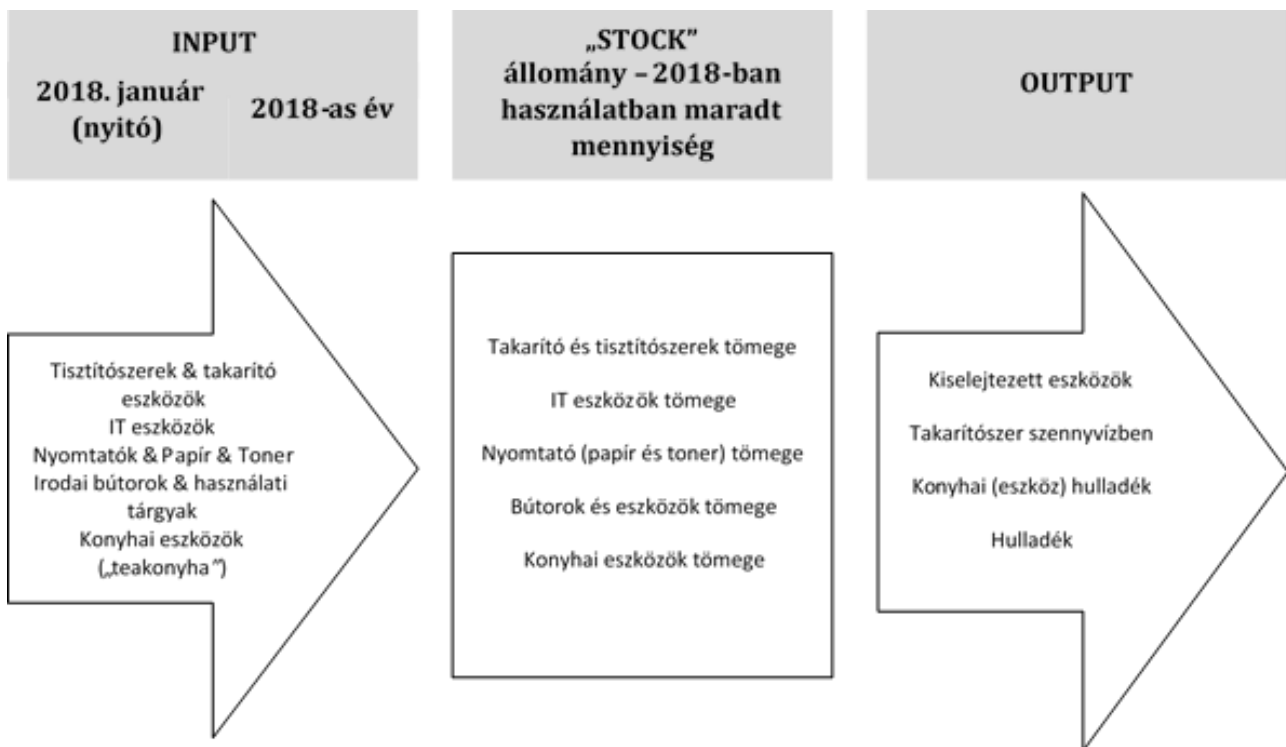 INPUT
2018. január
(nyitó)
2018-as év
„STOCK”
állomány – 2018-ban
használatban maradt
mennyiség
OUTPUT
Tisztítószerek & takarító
eszközök
IT eszközök
Nyomtatók & Papír & Toner
Irodai bútorok & használati
tárgyak
Konyhai eszközök
(„teakonyha”)
Takarító és tisztítószerek tömege
IT eszközök tömege
Nyomtató (papír és toner) tömege
Bútorok és eszközök tömege
Konyhai eszközök tömege
Kiselejtezett eszközök
Takarítószer szennyvízben
Konyhai (eszköz) hulladék
Hulladék